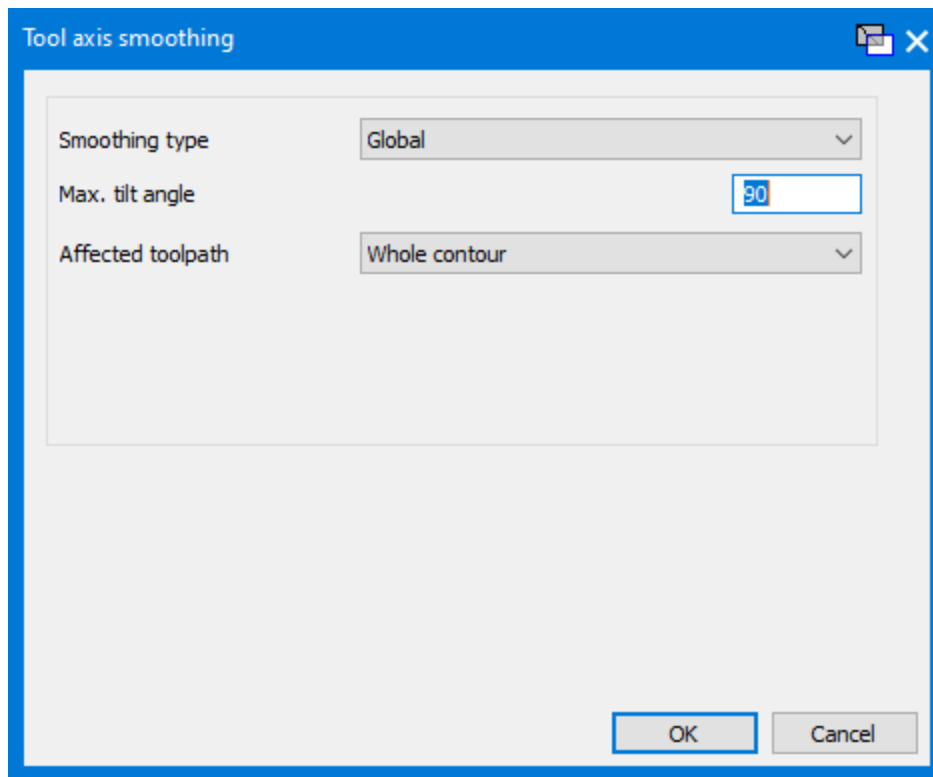 Tool axis smoothing
Smoothing type Global
Max. tilt angle 90
Affected toolpath Whole contour
OK Cancel